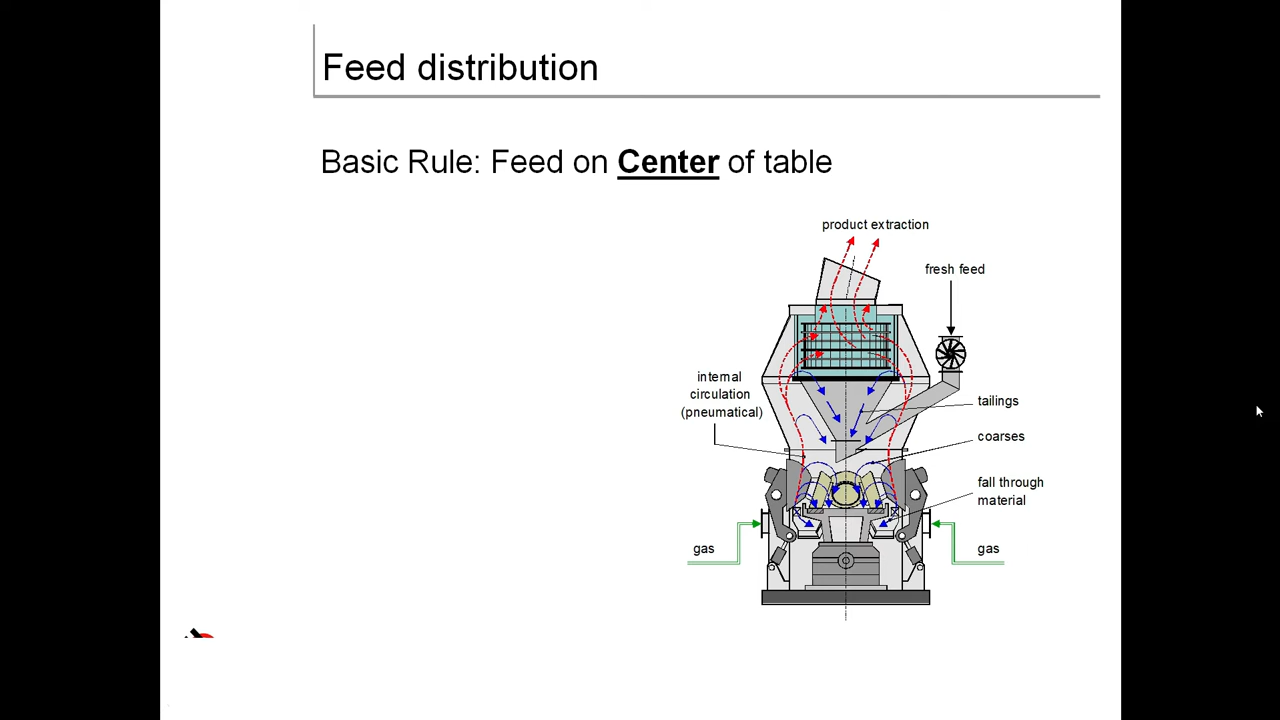 Feed distribution
Basic Rule: Feed on Center of table
product extraction
fresh feed
internal
circulation
(pneumatical)
tailings
coarses
fall through
material
gas
gas